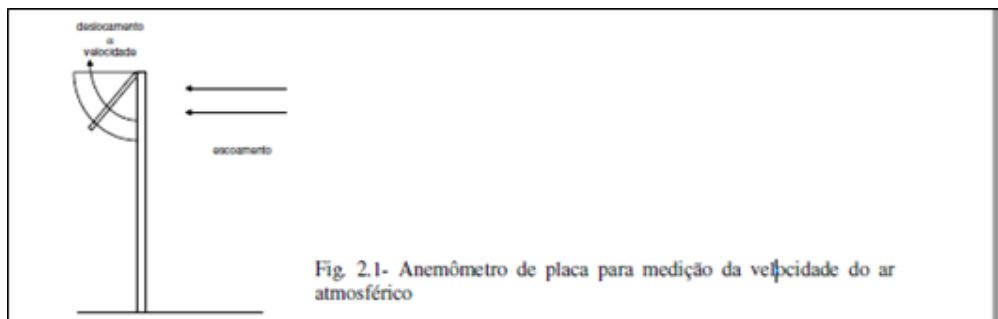 deslocamento
α
velocidade
escoamento
Fig. 2.1- Anemômetro de placa para medição da velocidade do ar
atmosférico